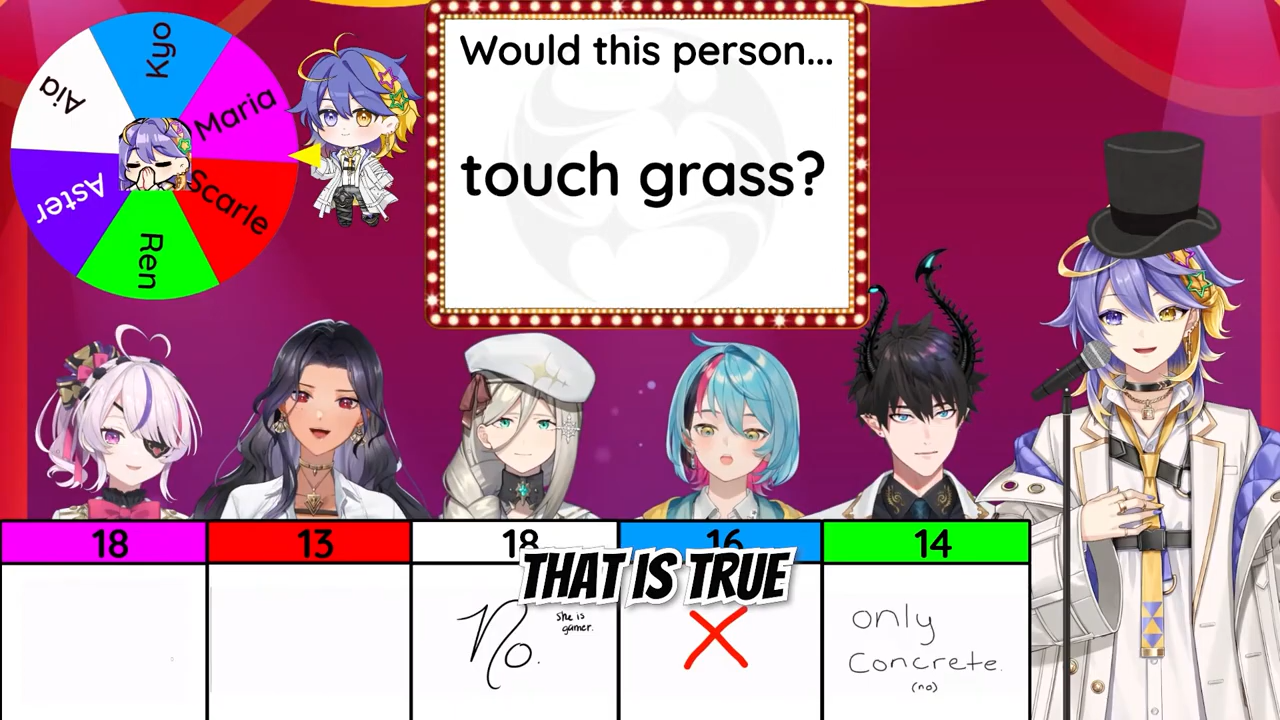 Kyo
Maria
Scarle
Ren
Aster
Aia
Would this person...
touch grass?
18
13
18
16
14
THAT IS TRUE
No.
she is
gamer.
only
Concrete.
(no)